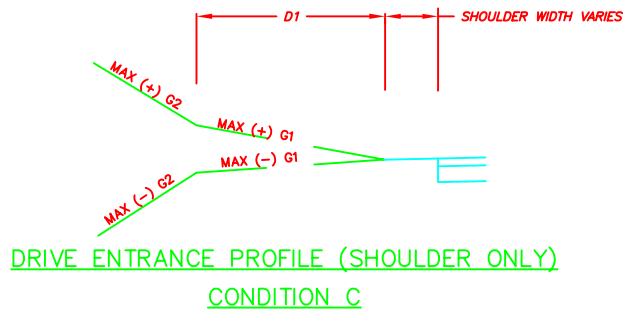 D1
SHOULDER WIDTH VARIES
MAX (+) G2
MAX (+) G1
MAX (-) G1
MAX (-) G2
DRIVE ENTRANCE PROFILE (SHOULDER ONLY)
CONDITION C